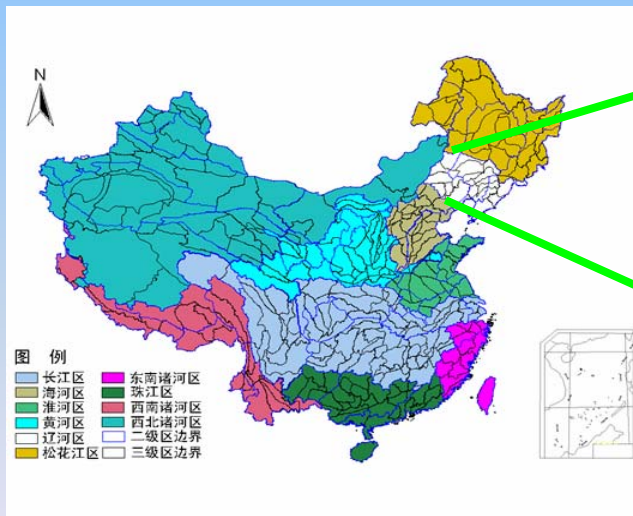 N
图 例
长江区 东南诸河区
海河区 珠江区
淮河区 西南诸河区
黄河区 西北诸河区
辽河区 二级区边界
松花江区 三级区边界